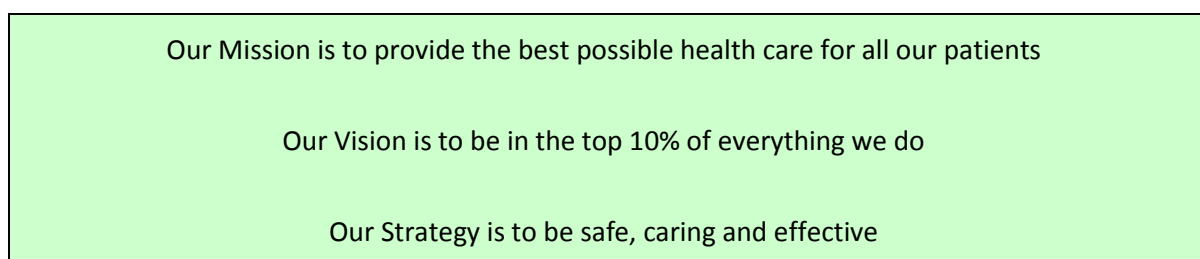 Our Mission is to provide the best possible health care for all our patients
Our Vision is to be in the top 10% of everything we do
Our Strategy is to be safe, caring and effective